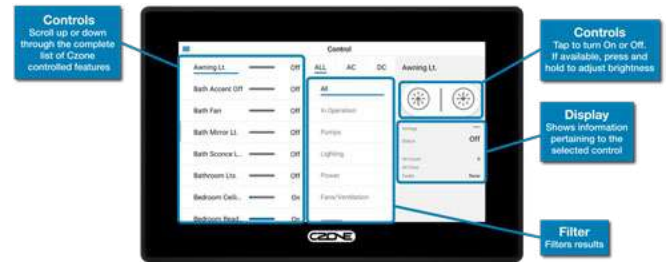 Controls
Scroll up or down
through the complete
list of Czone
controlled features
Control
Awning Lt.
Off
Bath Accent Off
Off
Bath Fan
Off
Bath Mirror Lt.
Off
Bath Sconce L...
Off
Bathroom Lts.
Off
Bedroom Ceili...
On
Bedroom Read...
On
ALL
AC
DC
All
In Operation
Pumps
Lighting
Power
Fans/Ventilation
Awning Lt.
Off
CZONE
Controls
Tap to turn On or Off.
If available, press and
hold to adjust brightness
Display
Shows information
pertaining to the
selected control
Filter
Filters results